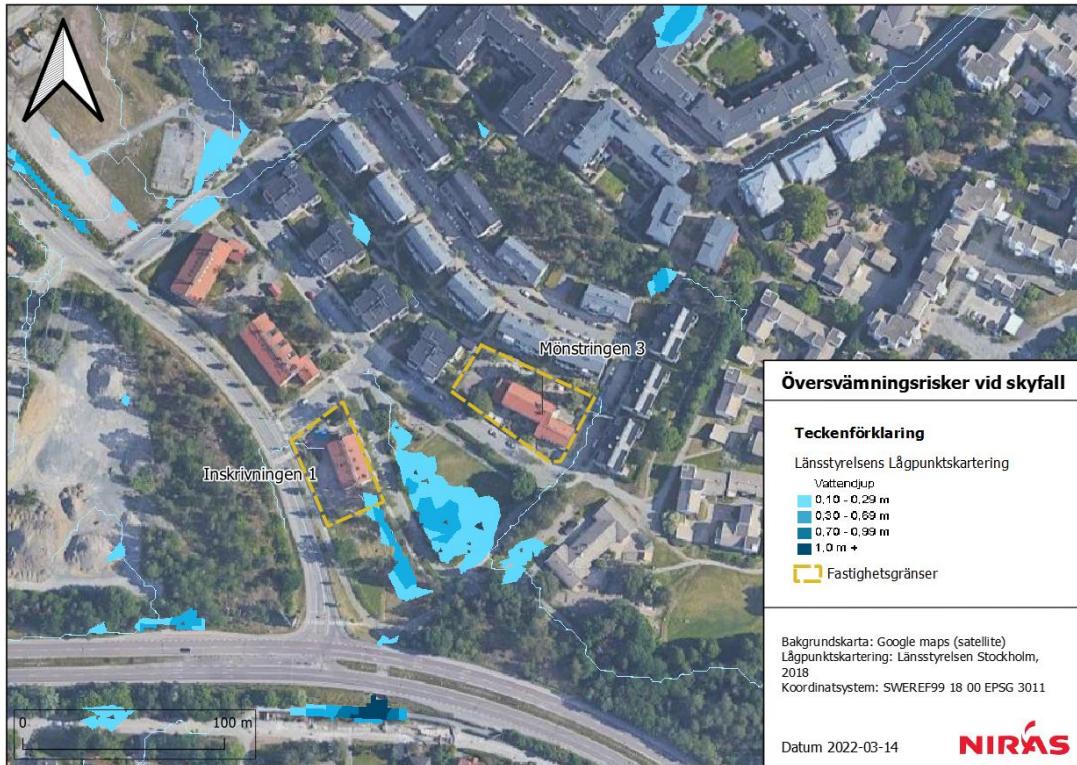 Mönstringen 3
Inskrivningen 1
Översvämningsrisker vid skyfall
Teckenförklaring
Länsstyrelsens Lågpunktskartering
Vattendjup
0,10 - 0,29 m
0,30 - 0,69 m
0,70 - 0,99 m
1,0 m +
Fastighetsgränser
Bakgrundskarta: Google maps (satellite)
Lågpunktskartering: Länsstyrelsen Stockholm,
2018
Koordinatsystem: SWEREF99 18 00 EPSG 3011
Datum 2022-03-14
NIRAS
0
100 m